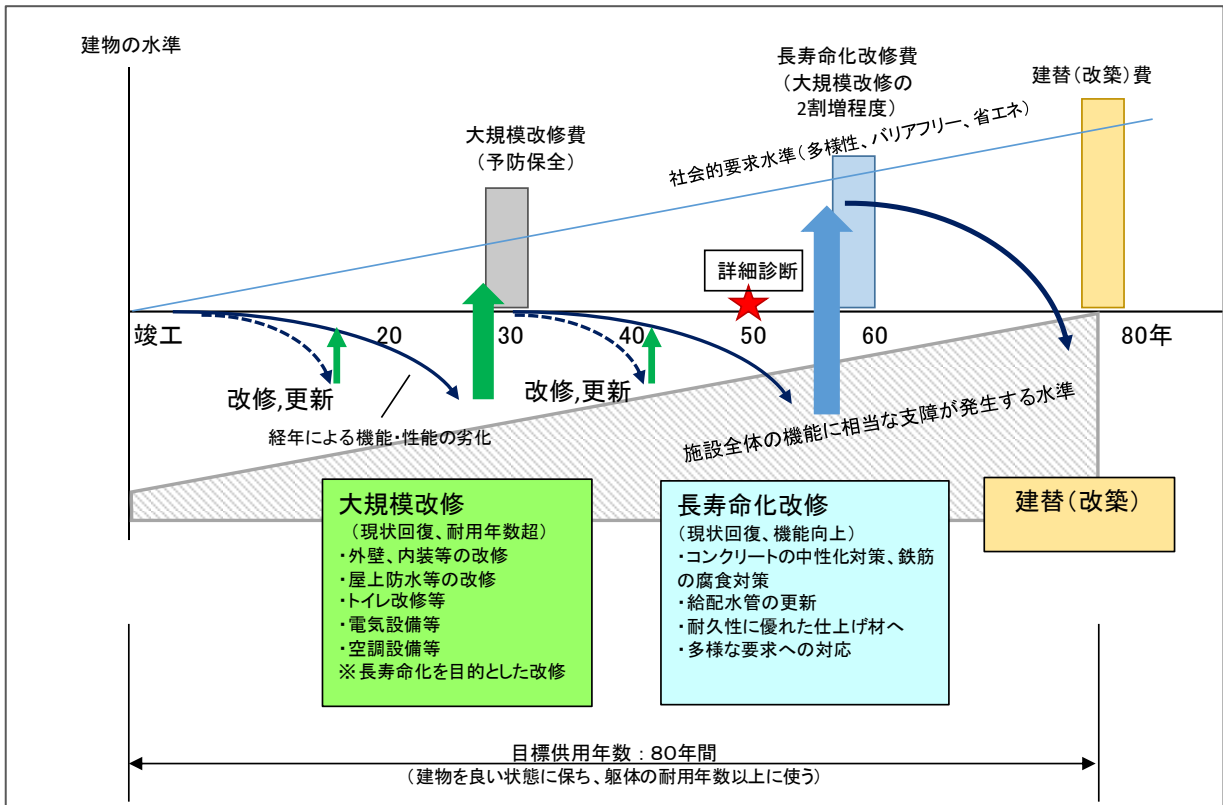 建物の水準
長寿命化改修費
(大規模改修の
2割増程度)
建替(改築)費
大規模改修費
(予防保全)
社会的要求水準(多様性、バリアフリー、省エネ)
詳細診断
竣工
20
30
40
50
60
80年
改修,更新
改修,更新
経年による機能・性能の劣化
施設全体の機能に相当な支障が発生する水準
大規模改修
(現状回復、耐用年数超)
・外壁、内装等の改修
・屋上防水等の改修
・トイレ改修等
・電気設備等
・空調設備等
※長寿命化を目的とした改修
長寿命化改修
(現状回復、機能向上)
・コンクリートの中性化対策、鉄筋
の腐食対策
・給配水管の更新
・耐久性に優れた仕上げ材へ
・多様な要求への対応
建替(改築)
目標供用年数:80年間
(建物を良い状態に保ち、躯体の耐用年数以上に使う)